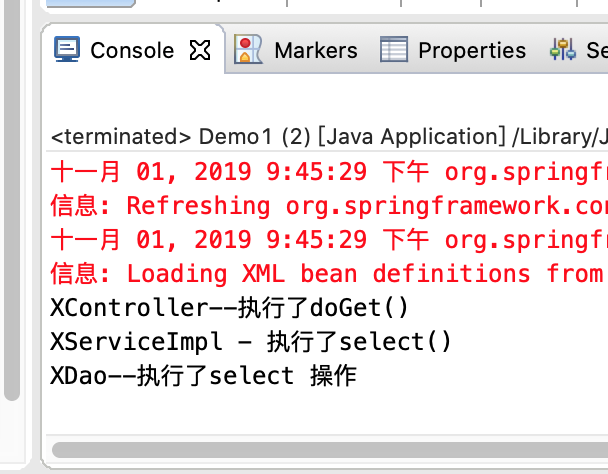 Console Markers Properties
<terminated> Demo1 (2) [Java Application] /Library/J
十一月 01, 2019 9:45:29 下午 org.springf
信息: Refreshing org.springframework.co
十一月 01, 2019 9:45:29 下午 org.springf
信息: Loading XML bean definitions from
XController--执行了doGet()
XServiceImpl - 执行了select()
XDao--执行了select 操作